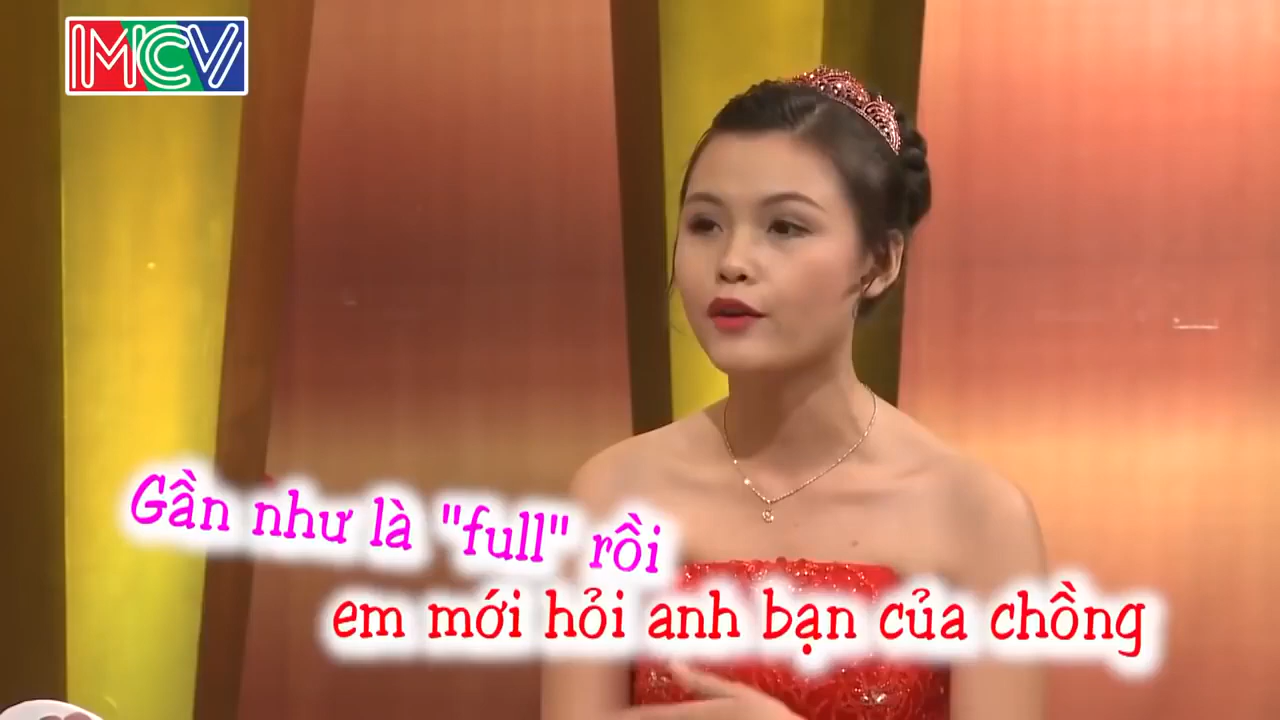 MCV
Gần như là "full" rồi
em mới hỏi anh bạn của chồng